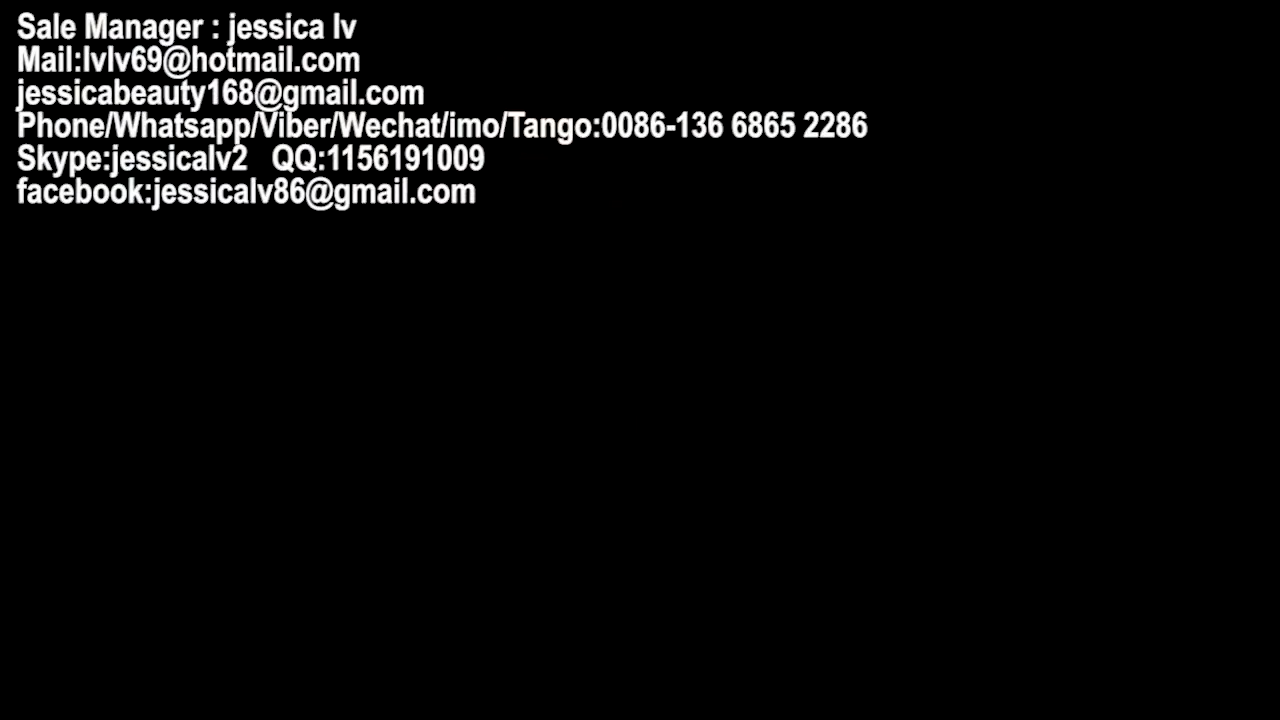 Sale Manager : jessica lv
Mail:lvlv69@hotmail.com
jessicabeauty168@gmail.com
Phone/Whatsapp/Viber/Wechat/imo/Tango:0086-136 6865 2286
Skype:jessicalv2   QQ:1156191009
facebook:jessicalv86@gmail.com